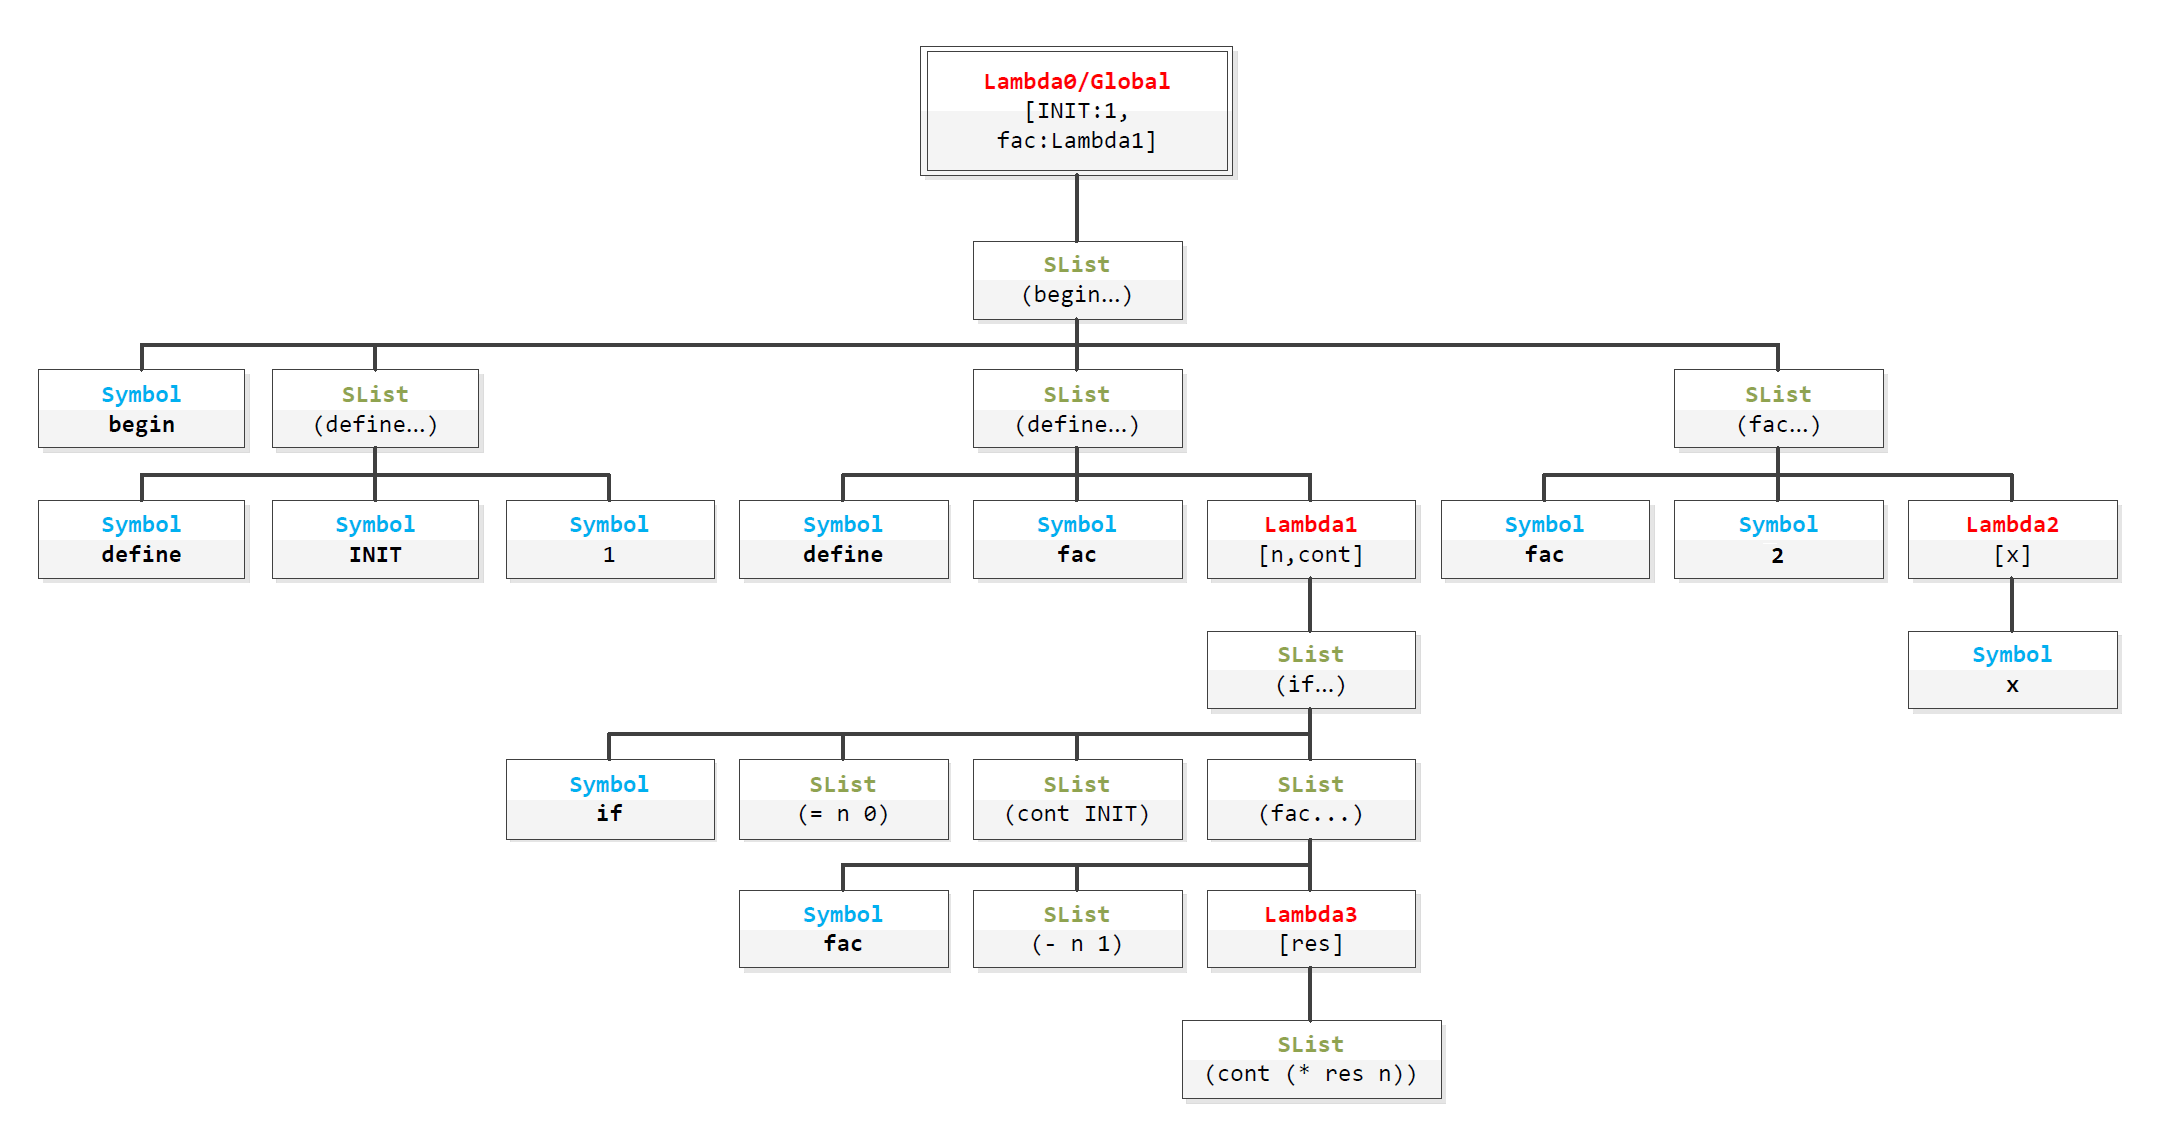 Lambda0/Global
[INIT:1,
fac:Lambda1]
SList
(begin…)
Symbol
begin
SList
(define…)
SList
(define…)
SList
(fac…)
Symbol
define
Symbol
INIT
Symbol
1
Symbol
define
Symbol
fac
Lambda1
[n,cont]
Symbol
fac
Symbol
2
Lambda2
[x]
SList
(if…)
Symbol
x
Symbol
if
SList
(= n 0)
SList
(cont INIT)
SList
(fac...)
Symbol
fac
SList
(- n 1)
Lambda3
[res]
SList
(cont (* res n))